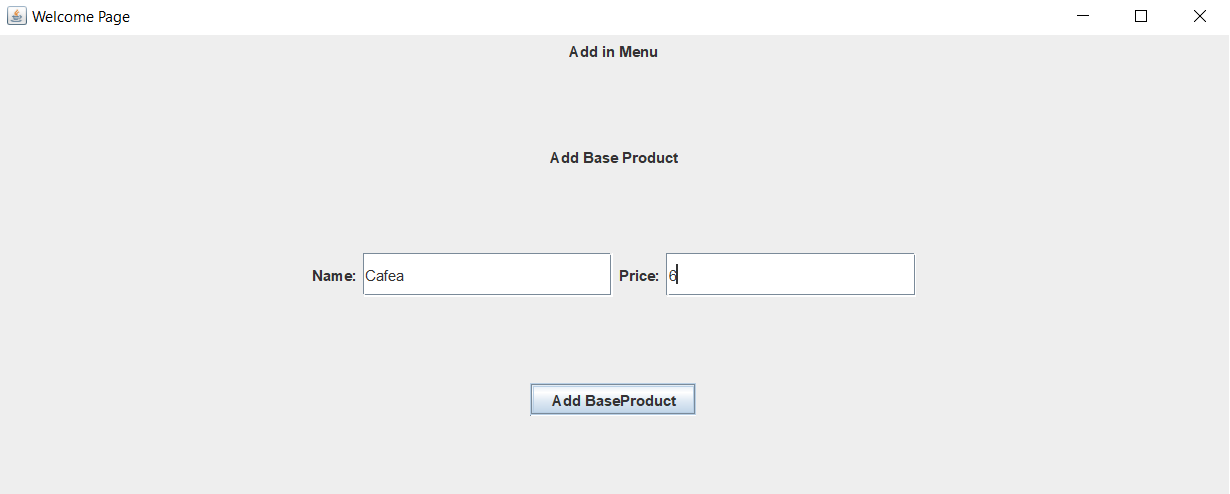 Welcome Page
Add in Menu
Add Base Product
Name: Cafea Price: 6
Add BaseProduct